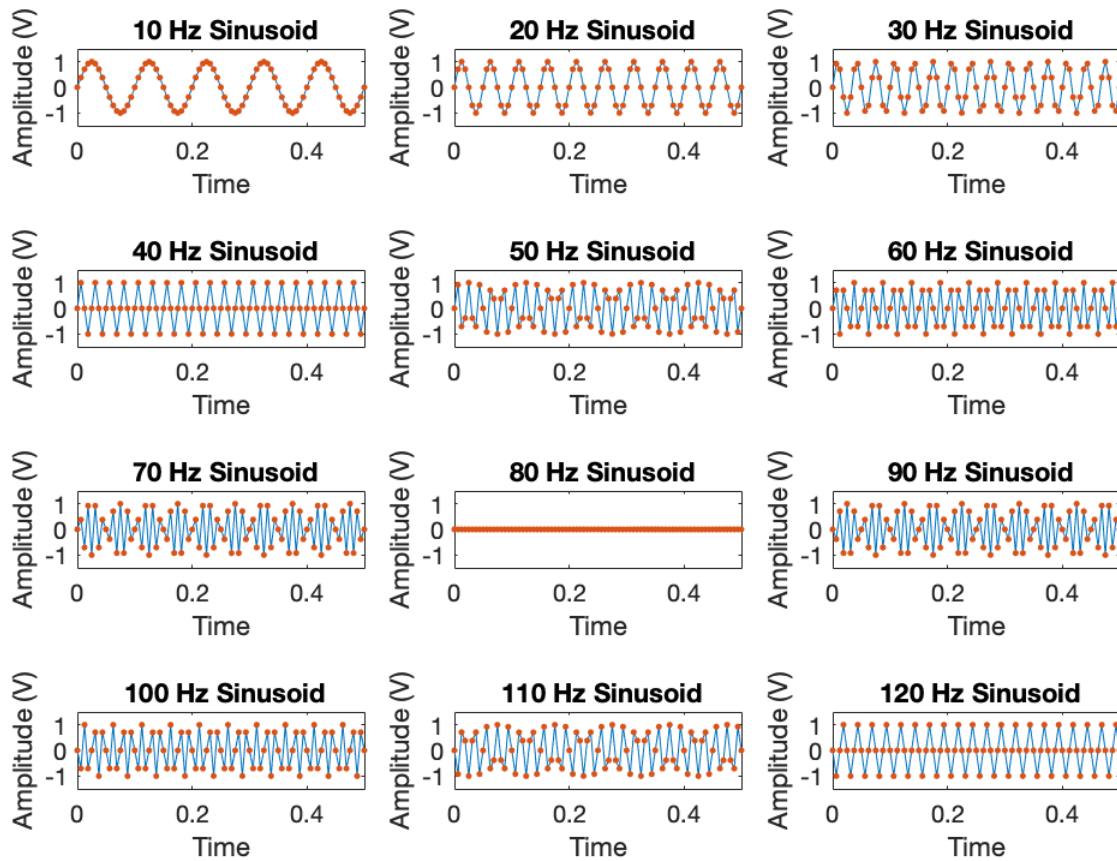 10 Hz Sinusoid
Amplitude (V)
1
0
-1
0
0.2
0.4
Time
20 Hz Sinusoid
Amplitude (V)
1
0
-1
0
0.2
0.4
Time
30 Hz Sinusoid
Amplitude (V)
1
0
-1
0
0.2
0.4
Time
40 Hz Sinusoid
Amplitude (V)
1
0
-1
0
0.2
0.4
Time
50 Hz Sinusoid
Amplitude (V)
1
0
-1
0
0.2
0.4
Time
60 Hz Sinusoid
Amplitude (V)
1
0
-1
0
0.2
0.4
Time
70 Hz Sinusoid
Amplitude (V)
1
0
-1
0
0.2
0.4
Time
80 Hz Sinusoid
Amplitude (V)
1
0
-1
0
0.2
0.4
Time
90 Hz Sinusoid
Amplitude (V)
1
0
-1
0
0.2
0.4
Time
100 Hz Sinusoid
Amplitude (V)
1
0
-1
0
0.2
0.4
Time
110 Hz Sinusoid
Amplitude (V)
1
0
-1
0
0.2
0.4
Time
120 Hz Sinusoid
Amplitude (V)
1
0
-1
0
0.2
0.4
Time